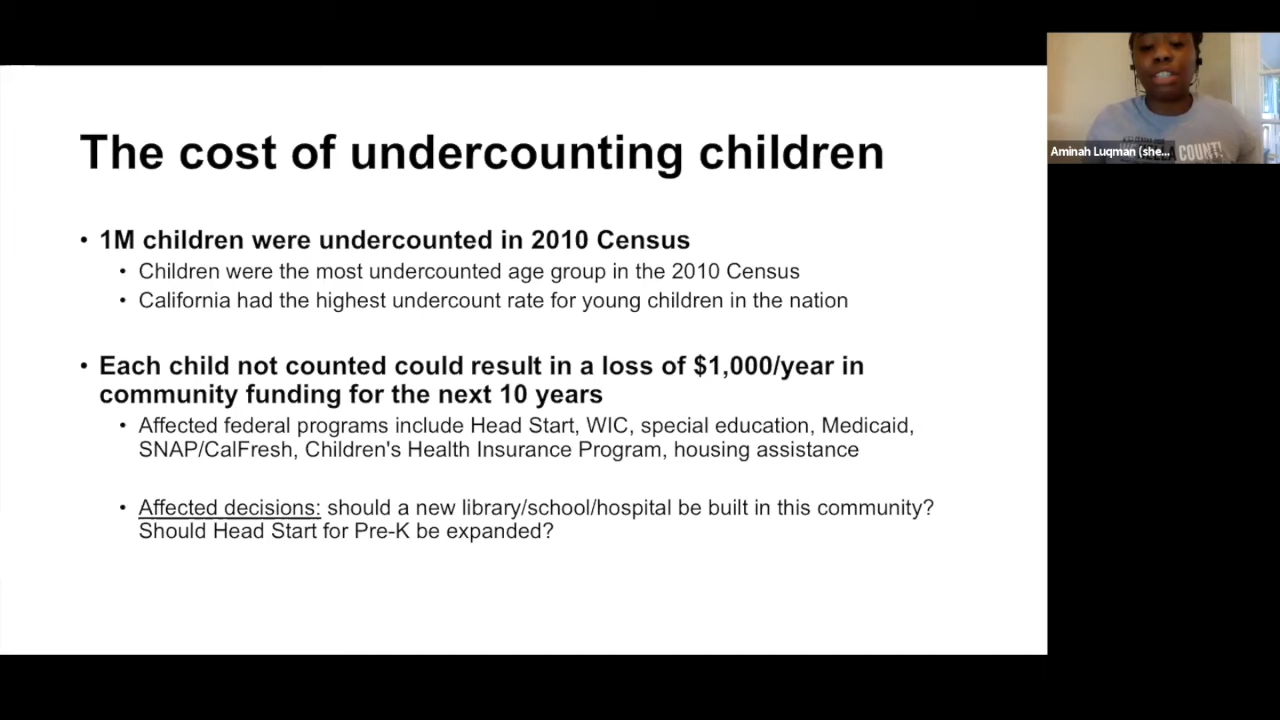 The cost of undercounting children
• 1M children were undercounted in 2010 Census
• Children were the most undercounted age group in the 2010 Census
• California had the highest undercount rate for young children in the nation
• Each child not counted could result in a loss of $1,000/year in
community funding for the next 10 years
• Affected federal programs include Head Start, WIC, special education, Medicaid,
SNAP/CalFresh, Children's Health Insurance Program, housing assistance
• Affected decisions: should a new library/school/hospital be built in this community?
Should Head Start for Pre-K be expanded?
COUNT!
Aminah Luqman (she...